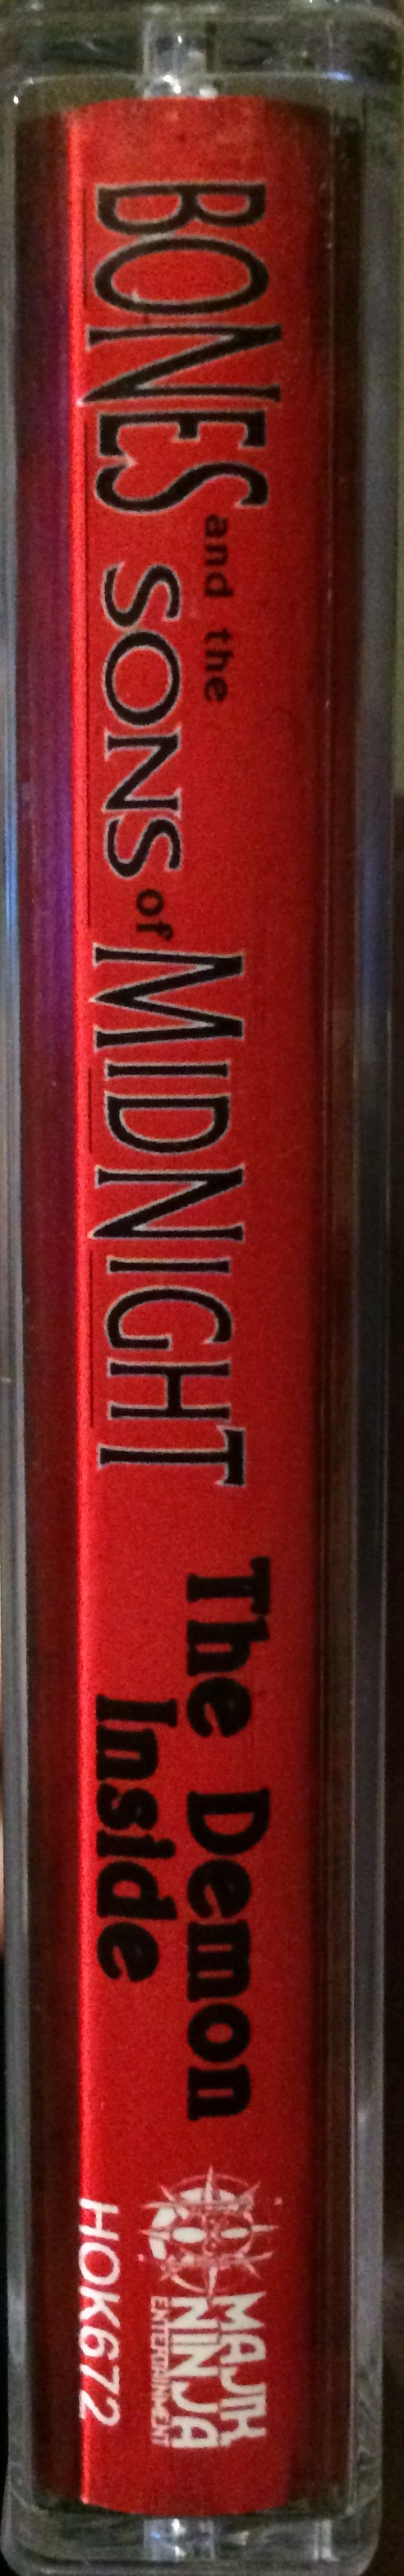 BONES and the SONS of MIDNIGHT
The Demon
Inside
MAJIK
NINJA
ENTERTAINMENT
HOK672